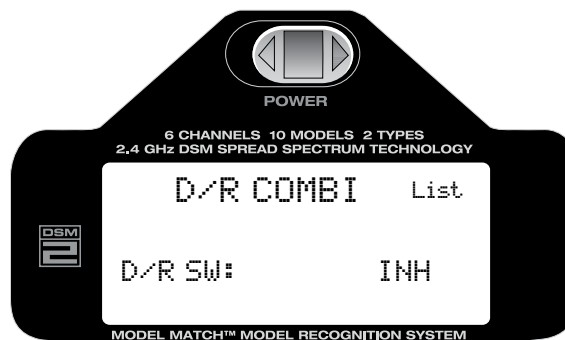 POWER
6 CHANNELS 10 MODELS 2 TYPES
2.4 GHz DSM SPREAD SPECTRUM TECHNOLOGY
D/R COMBI List
DSM
2
D/R SW: INH
MODEL MATCH™ MODEL RECOGNITION SYSTEM